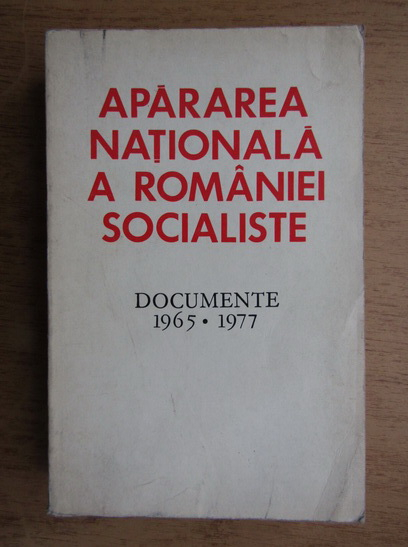 APĂRAREA
NAȚIONALĂ
A ROMÂNIEI
SOCIALISTE
DOCUMENTE
1965 • 1977